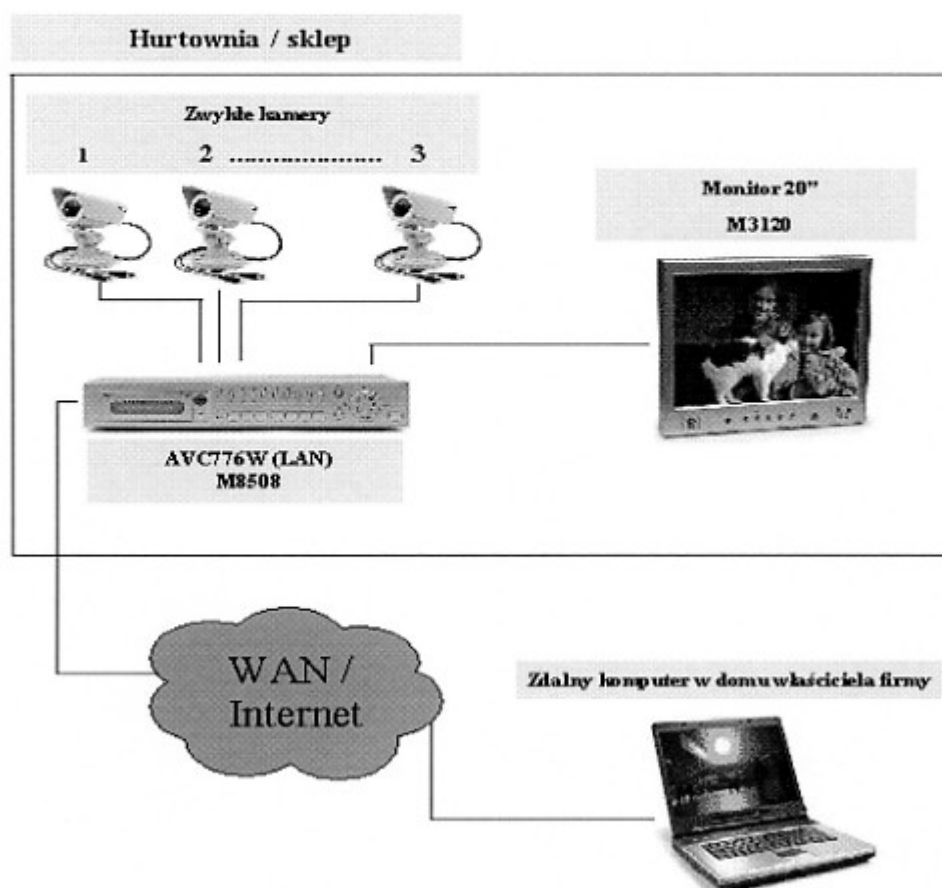 Hurtownia / sklep
Zwykłe kamery
1 2 ........................ 3
Monitor 20”
M3120
AVC776W (LAN)
M8508
WAN /
Internet
Zdalny komputer w domu właściciela firmy